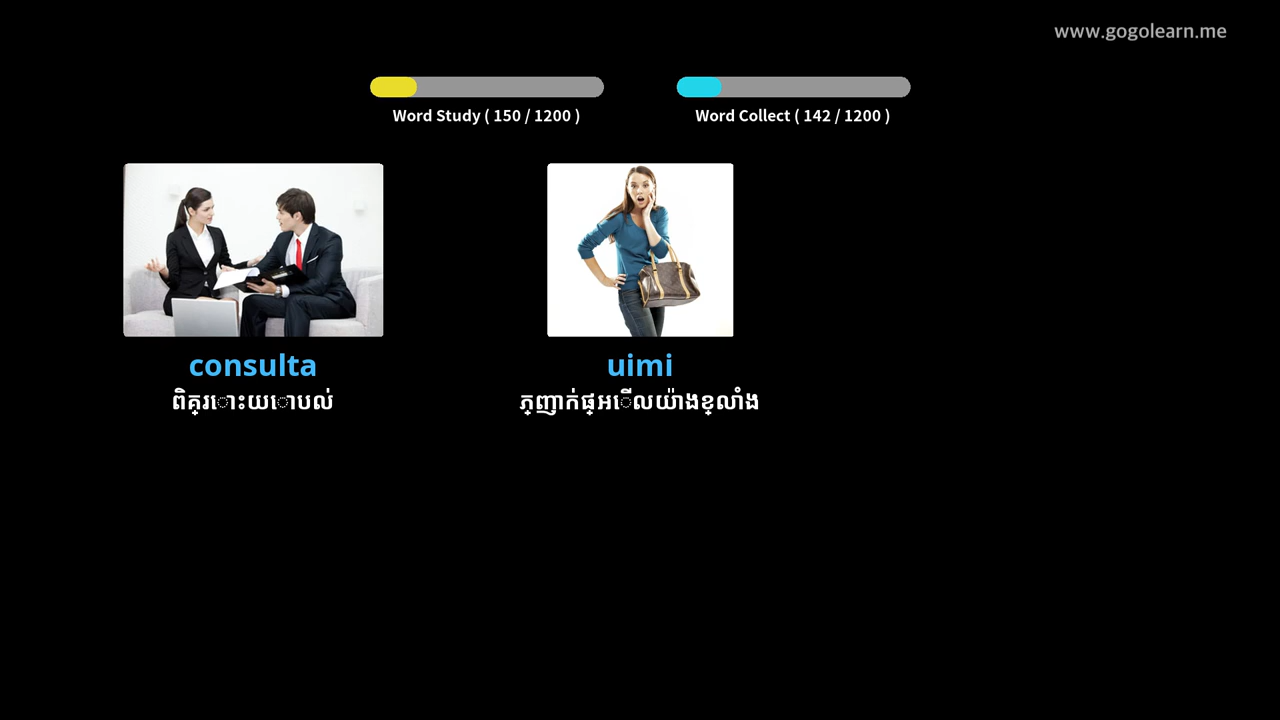 www.gogolearn.me
Word Study ( 150 / 1200 )
Word Collect ( 142 / 1200 )
consulta
ពិគ្រោះយោបល់
uimi
ភ្ញាក់ផ្អើលយ៉ាងខ្លាំង